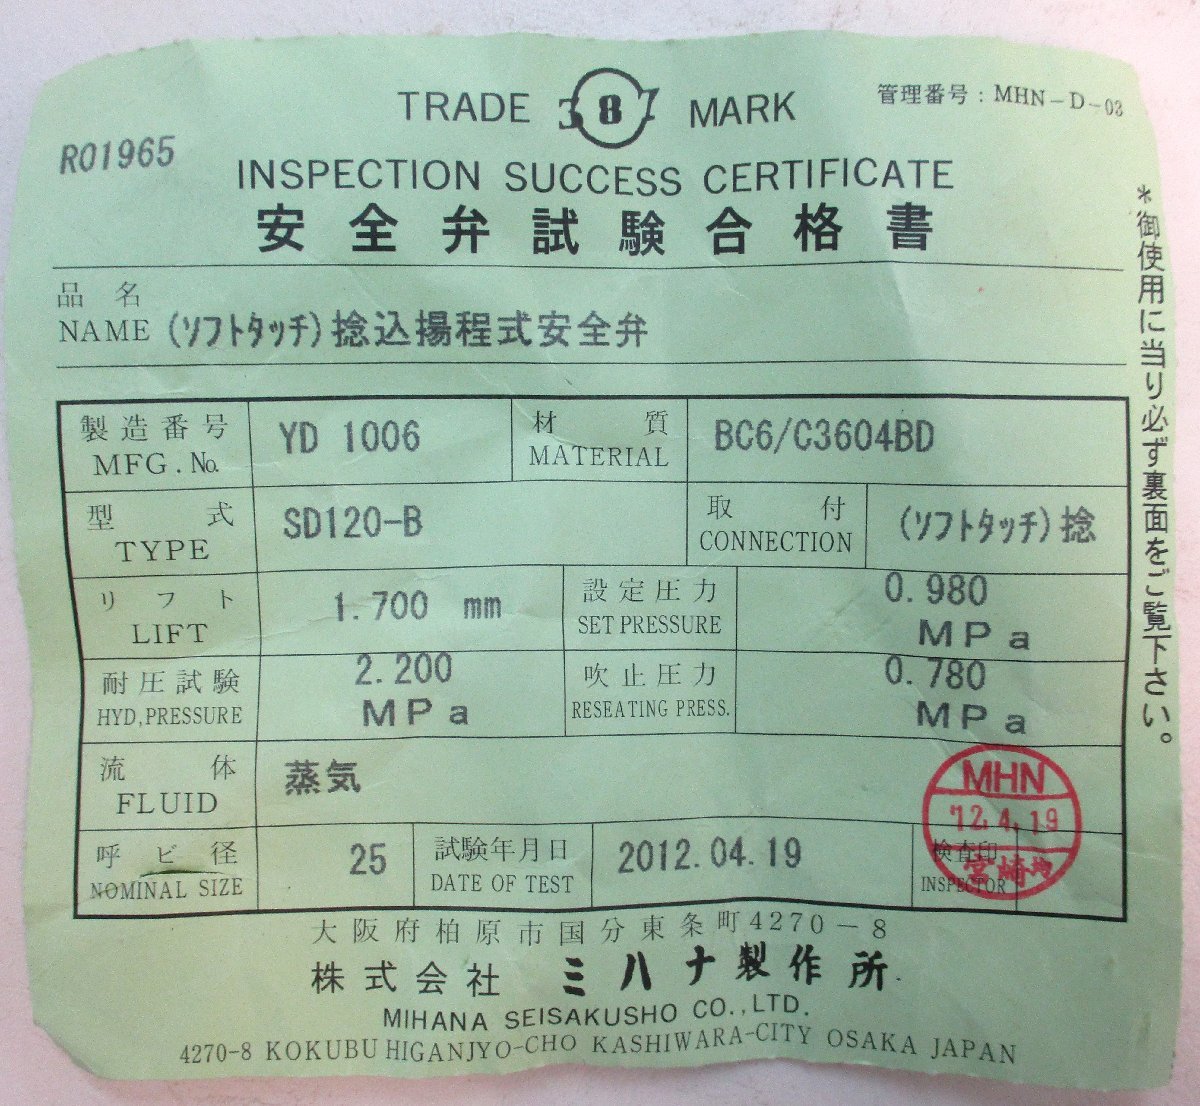 TRADE 387 MARK
管理番号：MHN-D-03
R01965
INSPECTION SUCCESS CERTIFICATE
安全弁試験合格書
品名
NAME (ソフトタッチ)捻込揚程式安全弁
製造番号 YD 1006 材質 BC6/C3604BD
MFG.No. MATERIAL
型式 SD120-B 取付 (ソフトタッチ)捻
TYPE CONNECTION
リフト 1.700 mm 設定圧力 0.980
LIFT SET PRESSURE MPa
耐圧試験 2.200 吹止圧力 0.780
HYD,PRESSURE MPa RESEATING PRESS. MPa
流体 蒸気
FLUID
呼ビ径 25 試験年月日 2012.04.19 検査印
NOMINAL SIZE DATE OF TEST INSPECTOR
MHN
'12.4.19
宮崎
大阪府柏原市国分東条町4270-8
株式会社 ミハナ製作所
MIHANA SEISAKUSHO CO.,LTD.
4270-8 KOKUBU HIGANJYO-CHO KASHIWARA-CITY OSAKA JAPAN
*御使用に当り必ず裏面をご覧下さい。